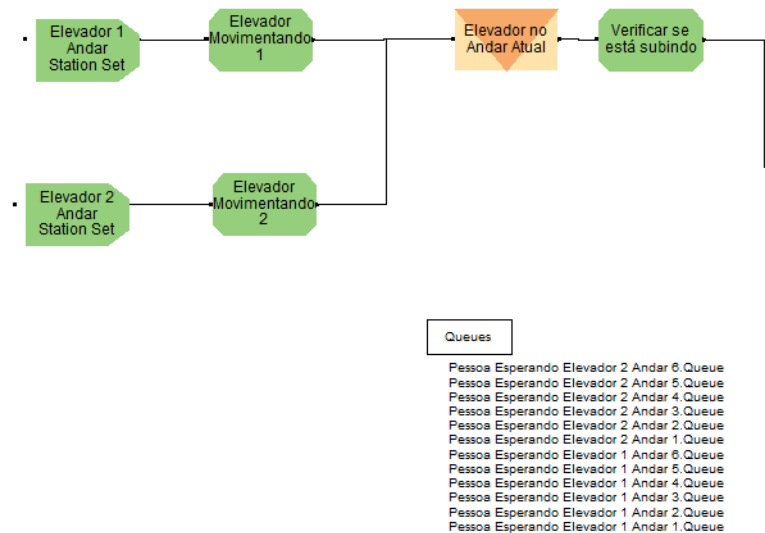 Elevador 1
Andar
Station Set
Elevador
Movimentando
1
Elevador no
Andar Atual
Verificar se
está subindo
Elevador 2
Andar
Station Set
Elevador
Movimentando
2
Queues
Pessoa Esperando Elevador 2 Andar 6.Queue
Pessoa Esperando Elevador 2 Andar 5.Queue
Pessoa Esperando Elevador 2 Andar 4.Queue
Pessoa Esperando Elevador 2 Andar 3.Queue
Pessoa Esperando Elevador 2 Andar 2.Queue
Pessoa Esperando Elevador 2 Andar 1.Queue
Pessoa Esperando Elevador 1 Andar 6.Queue
Pessoa Esperando Elevador 1 Andar 5.Queue
Pessoa Esperando Elevador 1 Andar 4.Queue
Pessoa Esperando Elevador 1 Andar 3.Queue
Pessoa Esperando Elevador 1 Andar 2.Queue
Pessoa Esperando Elevador 1 Andar 1.Queue